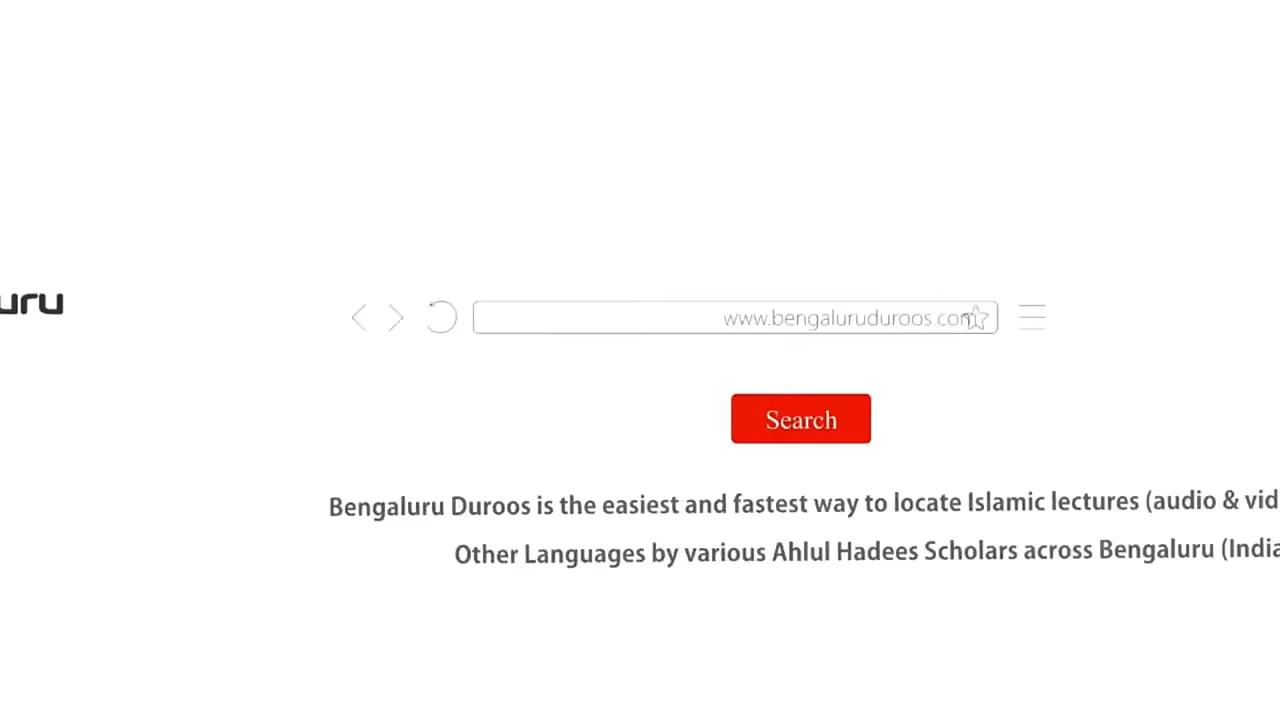 uru
www.bengaluruduroos.com
Search
Bengaluru Duroos is the easiest and fastest way to locate Islamic lectures (audio & vid
Other Languages by various Ahlul Hadees Scholars across Bengaluru (India